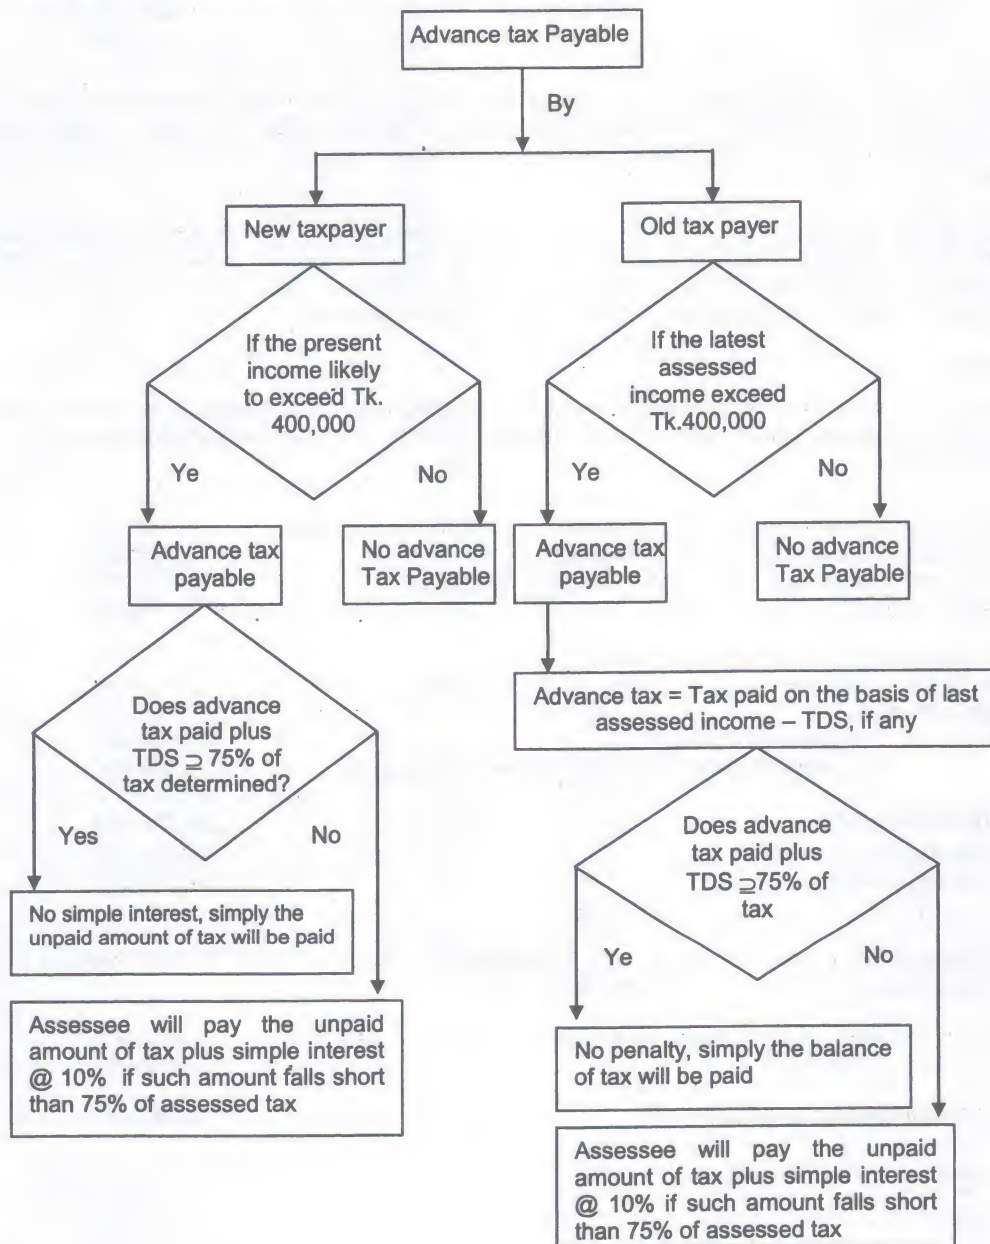 Advance tax Payable
By
New taxpayer
Old tax payer
If the present
income likely
to exceed Tk.
400,000
If the latest
assessed
income exceed
Tk.400,000
Ye
No
Ye
No
Advance tax
payable
No advance
Tax Payable
Advance tax
payable
No advance
Tax Payable
Does advance
tax paid plus
TDS ⊇ 75% of
tax determined?
Advance tax = Tax paid on the basis of last
assessed income – TDS, if any
Yes
No
Does advance
tax paid plus
TDS ⊇75% of
tax
No simple interest, simply the
unpaid amount of tax will be paid
Ye
No
Assessee will pay the unpaid
amount of tax plus simple interest
@ 10% if such amount falls short
than 75% of assessed tax
No penalty, simply the balance
of tax will be paid
Assessee will pay the unpaid
amount of tax plus simple interest
@ 10% if such amount falls short
than 75% of assessed tax